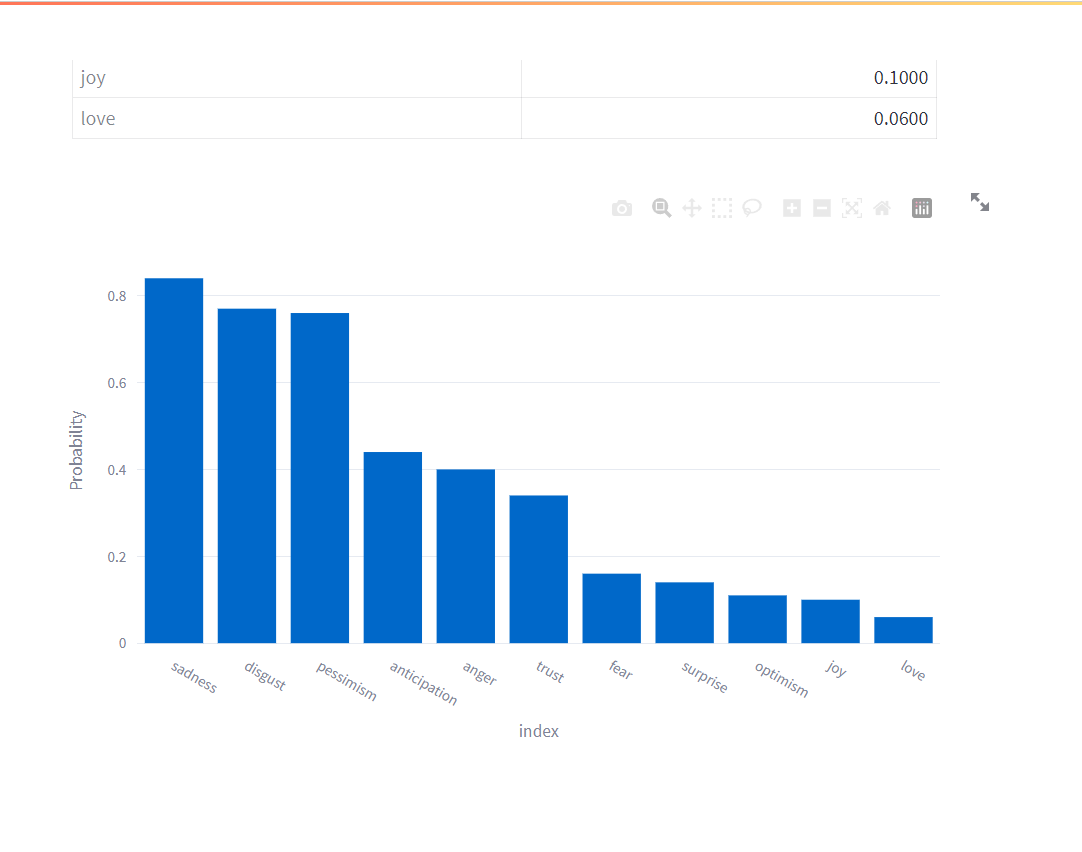 joy 0.1000
love 0.0600
0.8
0.6
0.4
0.2
0
Probability
sadness disgust pessimism anticipation anger trust fear surprise optimism joy love
index